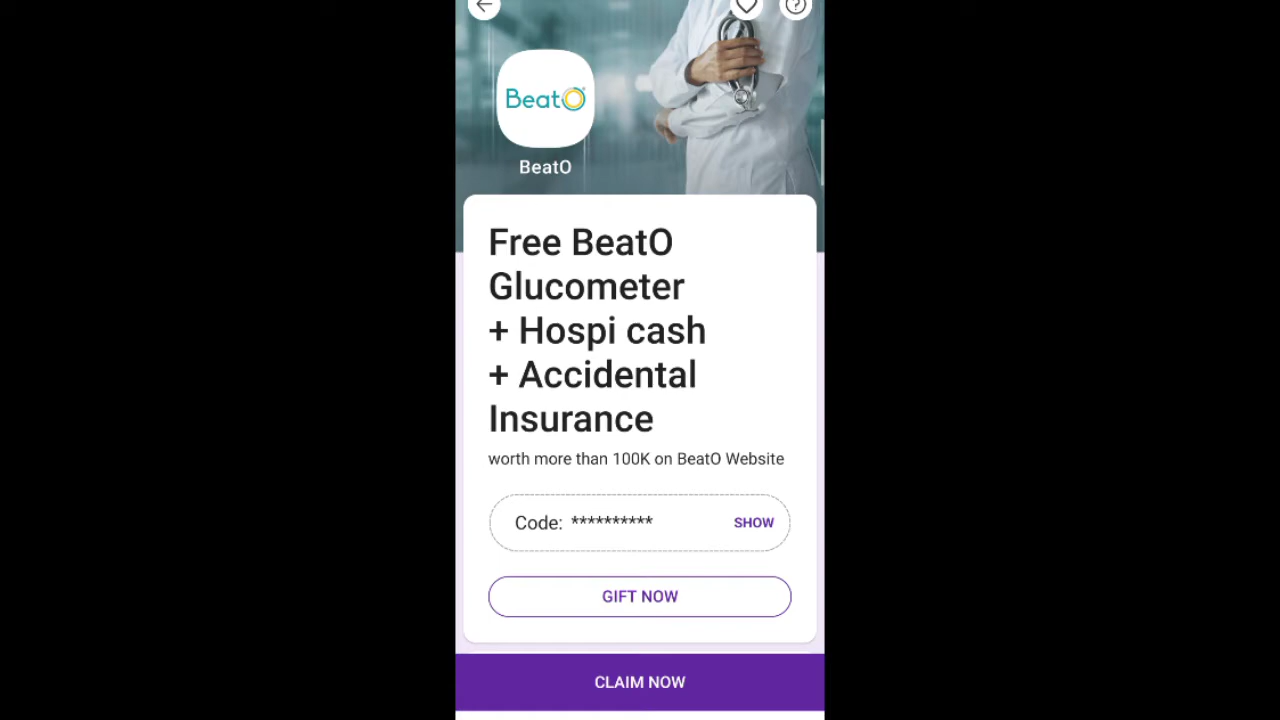 BeatO
BeatO
Free BeatO
Glucometer
+ Hospi cash
+ Accidental
Insurance
worth more than 100K on BeatO Website
Code: ********** SHOW
GIFT NOW
CLAIM NOW